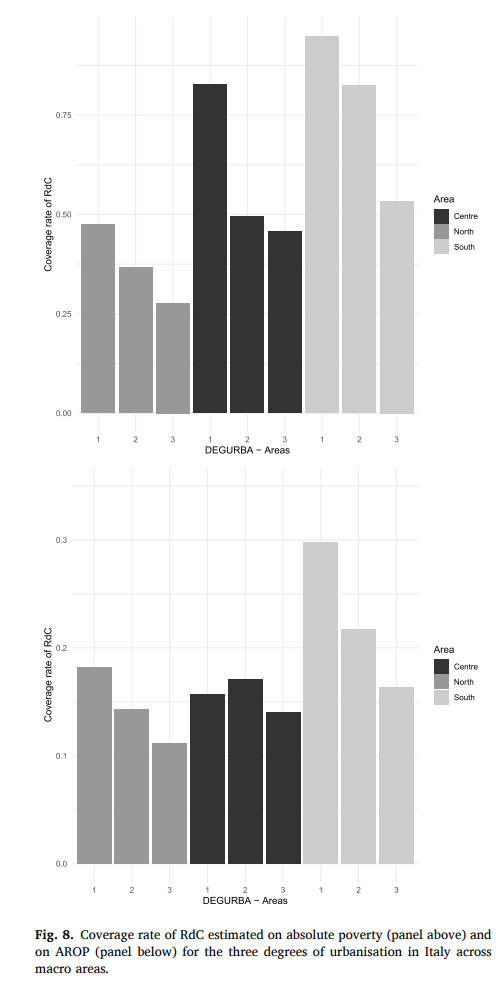 0.75
0.50
0.25
0.00
Coverage rate of RdC
1 2 3 1 2 3 1 2 3
DEGURBA − Areas
Area
Centre
North
South
0.3
0.2
0.1
0.0
Coverage rate of RdC
1 2 3 1 2 3 1 2 3
DEGURBA − Areas
Area
Centre
North
South
Fig. 8. Coverage rate of RdC estimated on absolute poverty (panel above) and
on AROP (panel below) for the three degrees of urbanisation in Italy across
macro areas.